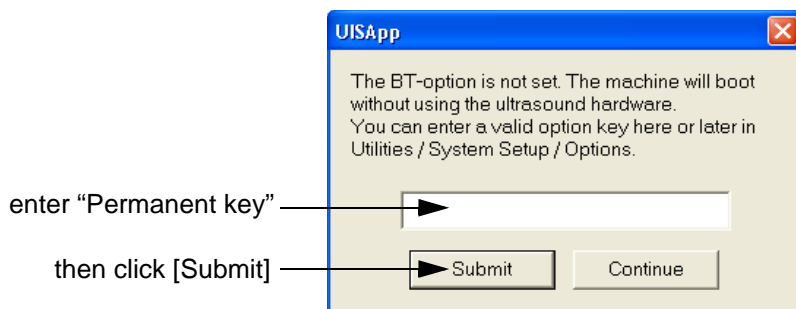 UISApp
The BT-option is not set. The machine will boot
without using the ultrasound hardware.
You can enter a valid option key here or later in
Utilities / System Setup / Options.
enter “Permanent key”
then click [Submit]
Submit
Continue